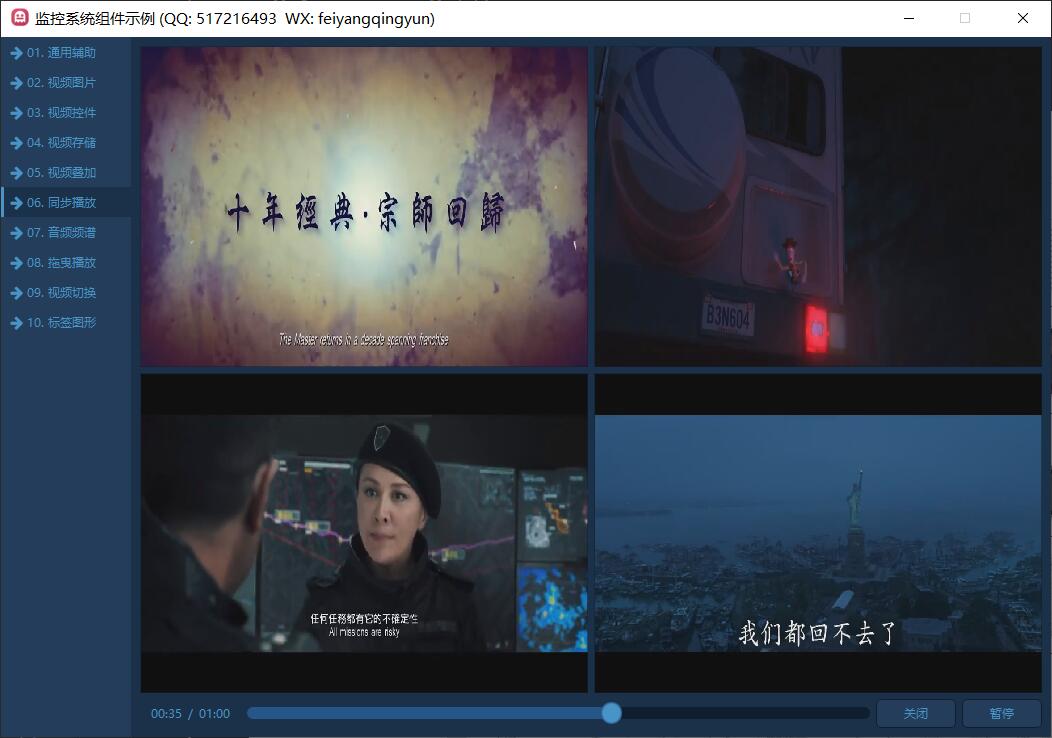 监控系统组件示例 (QQ: 517216493 WX: feiyangqingyun)
01. 通用辅助
02. 视频图片
03. 视频控件
04. 视频存储
05. 视频叠加
06. 同步播放
07. 音频频谱
08. 拖曳播放
09. 视频切换
10. 标签图形
十年經典·宗師回歸
The Master returns in a decade spanning franchise
B3N604
任何任務都有它的不確定性
All missions are risky
我们都回不去了
00:35 / 01:00
关闭
暂停